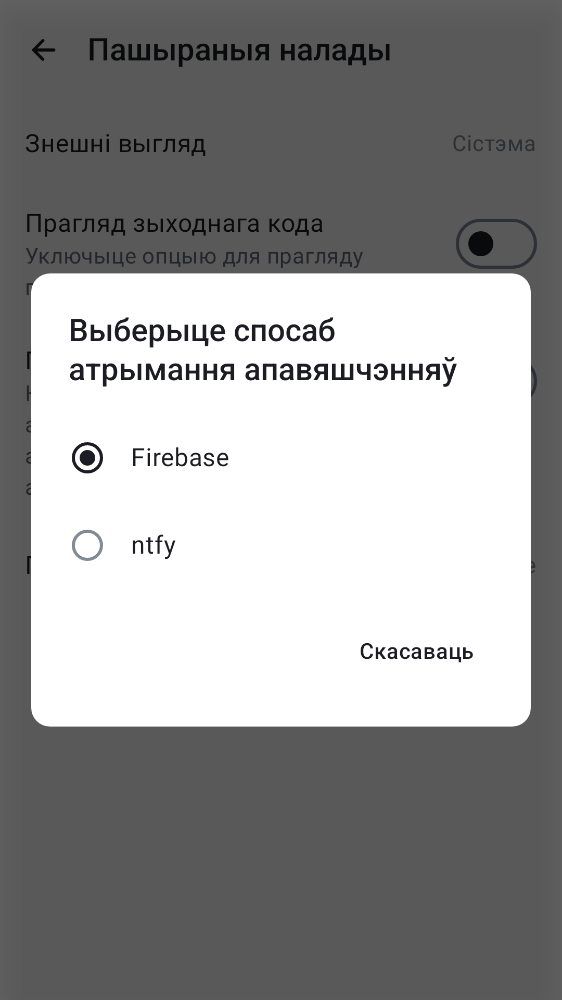 Пашыраныя налады
Знешні выгляд
Сістэма
Прагляд зыходнага кода
Уключыце опцыю для прагляду
Выберыце спосаб
атрымання апавяшчэнняў
Firebase
ntfy
Скасаваць